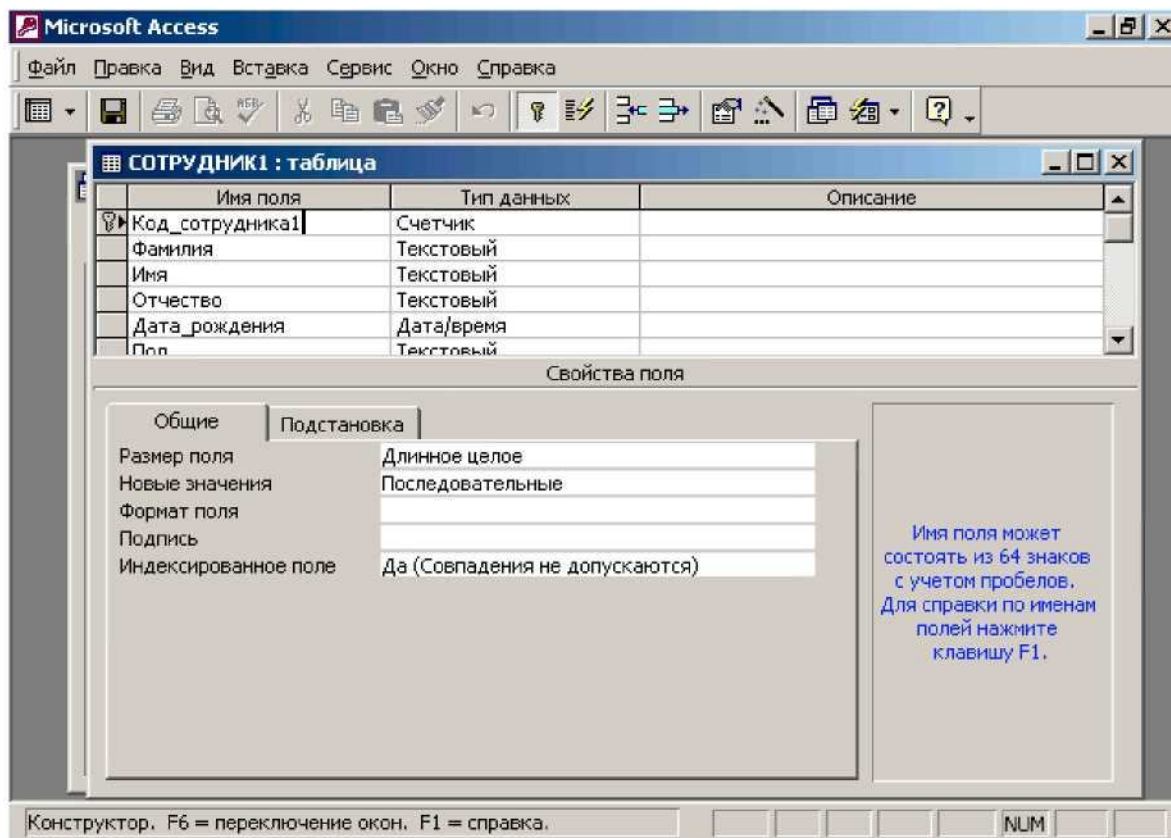 Microsoft Access
Файл Правка Вид Вставка Сервис Окно Справка
СОТРУДНИК1 : таблица
Имя поля Тип данных Описание
Код_сотрудника1 Счетчик
Фамилия Текстовый
Имя Текстовый
Отчество Текстовый
Дата_рождения Дата/время
Пол Текстовый
Свойства поля
Общие Подстановка
Размер поля Длинное целое
Новые значения Последовательные
Формат поля
Подпись
Индексированное поле Да (Совпадения не допускаются)
Имя поля может
состоять из 64 знаков
с учетом пробелов.
Для справки по именам
полей нажмите
клавишу F1.
Конструктор. F6 = переключение окон. F1 = справка. NUM